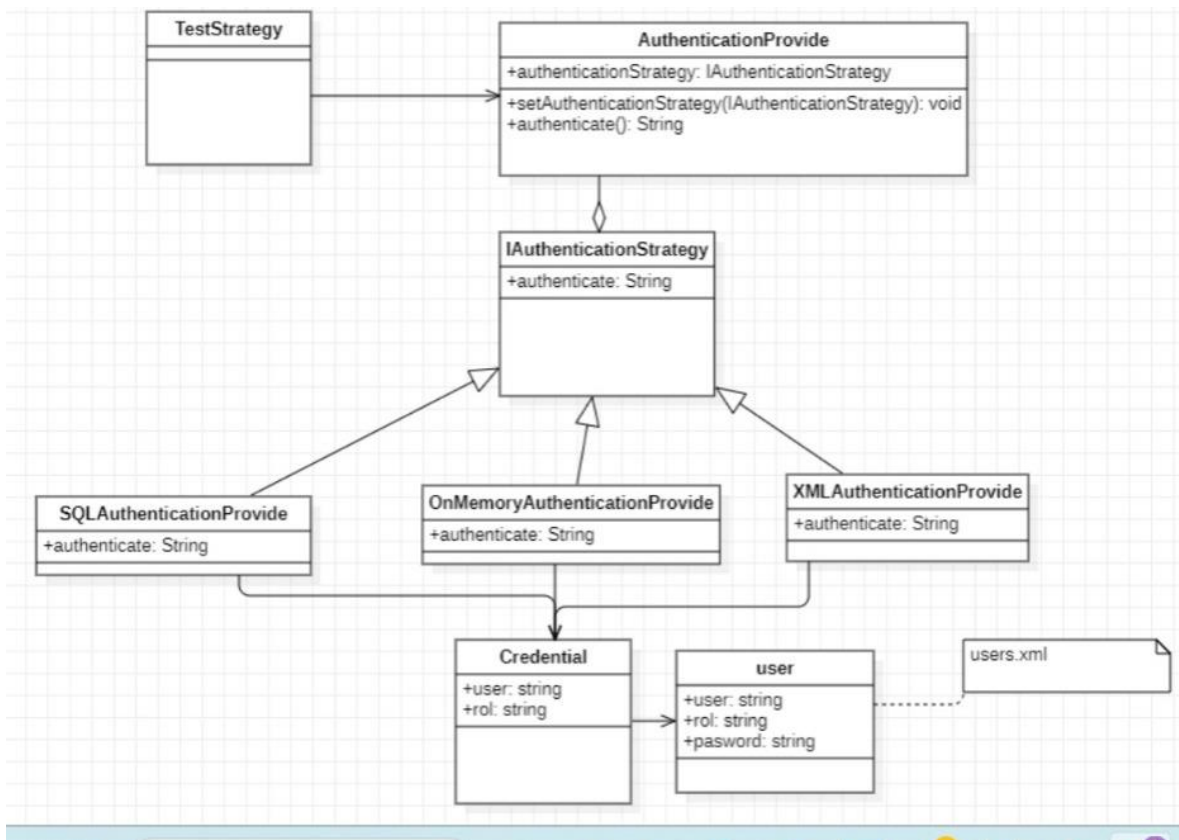 TestStrategy
AuthenticationProvide
+authenticationStrategy: IAuthenticationStrategy
+setAuthenticationStrategy(IAuthenticationStrategy): void
+authenticate(): String
IAuthenticationStrategy
+authenticate: String
SQLAuthenticationProvide
+authenticate: String
OnMemoryAuthenticationProvide
+authenticate: String
XMLAuthenticationProvide
+authenticate: String
Credential
+user: string
+rol: string
user
+user: string
+rol: string
+pasword: string
users.xml